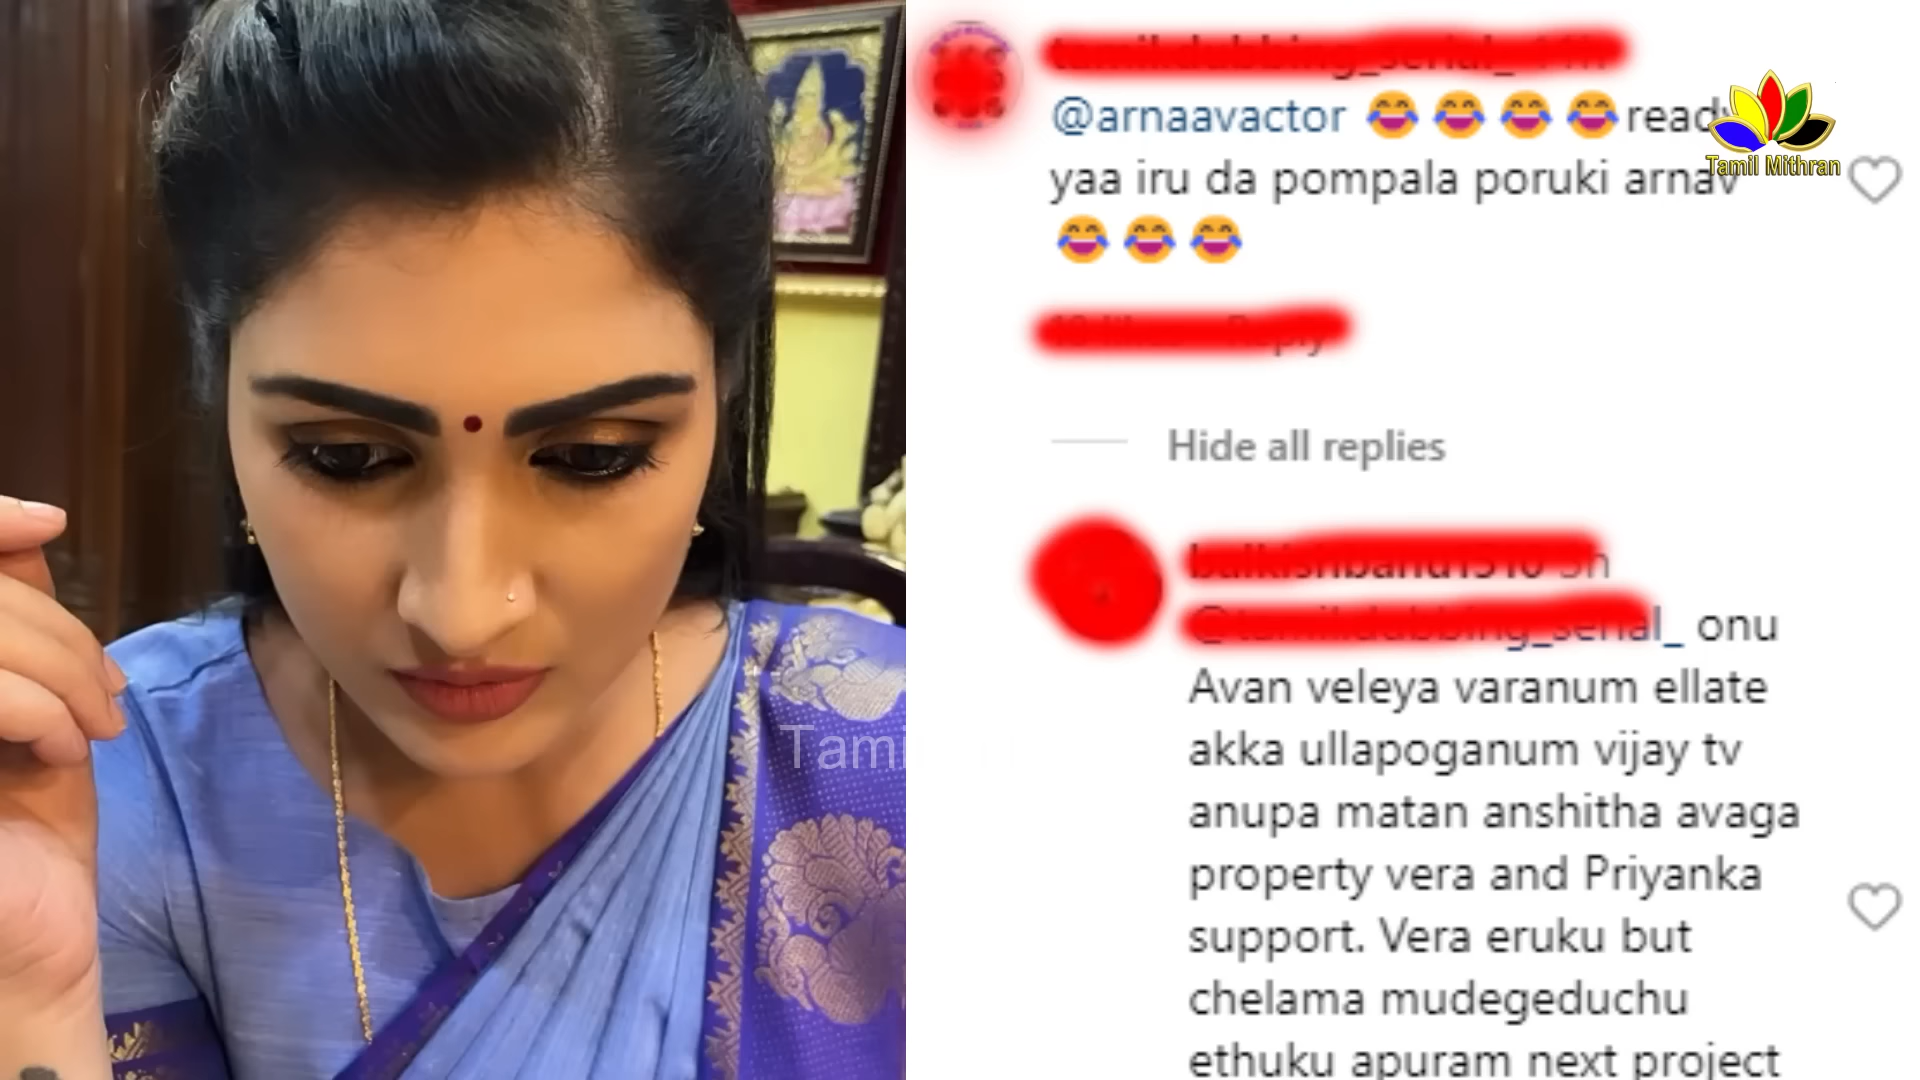 @arnaavactor 😂😂😂😂ready
yaa iru da pompala poruki arnav
😂😂😂
Tamil Mithran
Hide all replies
onu
Avan veleya varanum ellate
akka ullapoganum vijay tv
anupa matan anshitha avaga
property vera and Priyanka
support. Vera eruku but
chelama mudegeduchu
ethuku apuram next project